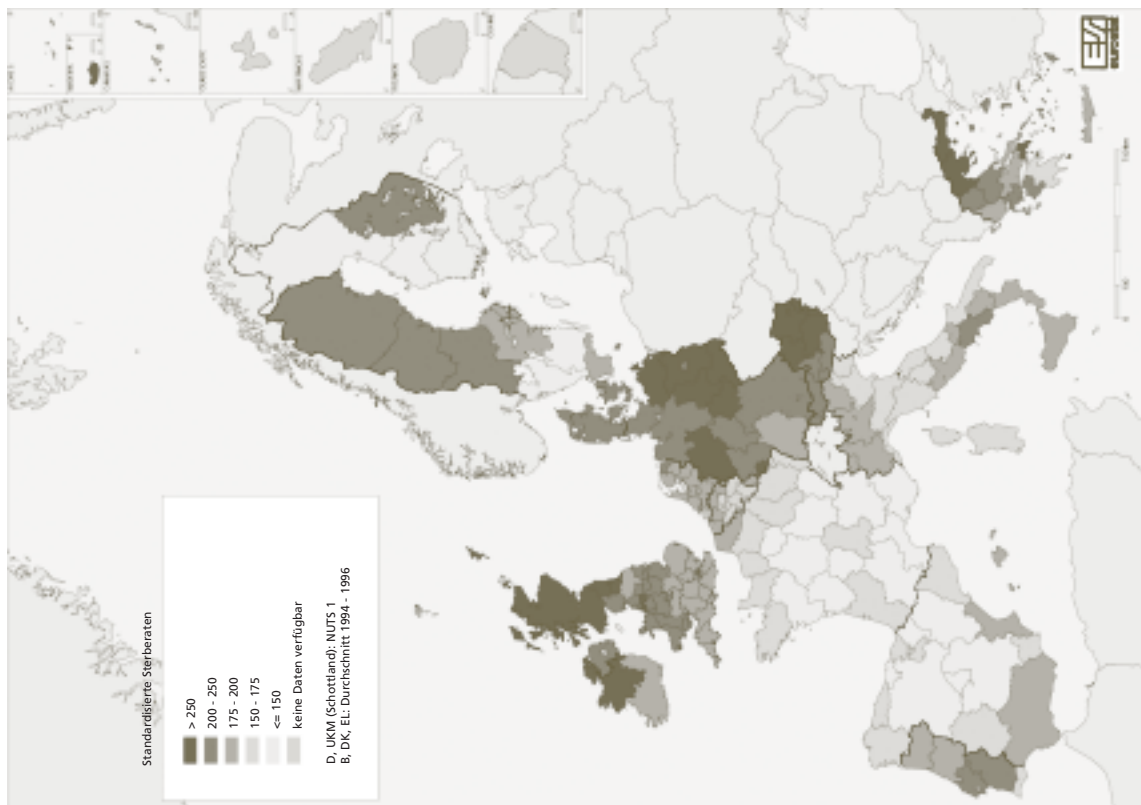 Standardisierte Sterberaten
> 250
200 - 250
175 - 200
150 - 175
<= 150
keine Daten verfügbar
D, UKM (Schottland): NUTS 1
B, DK, EL: Durchschnitt 1994 - 1996
eurostat